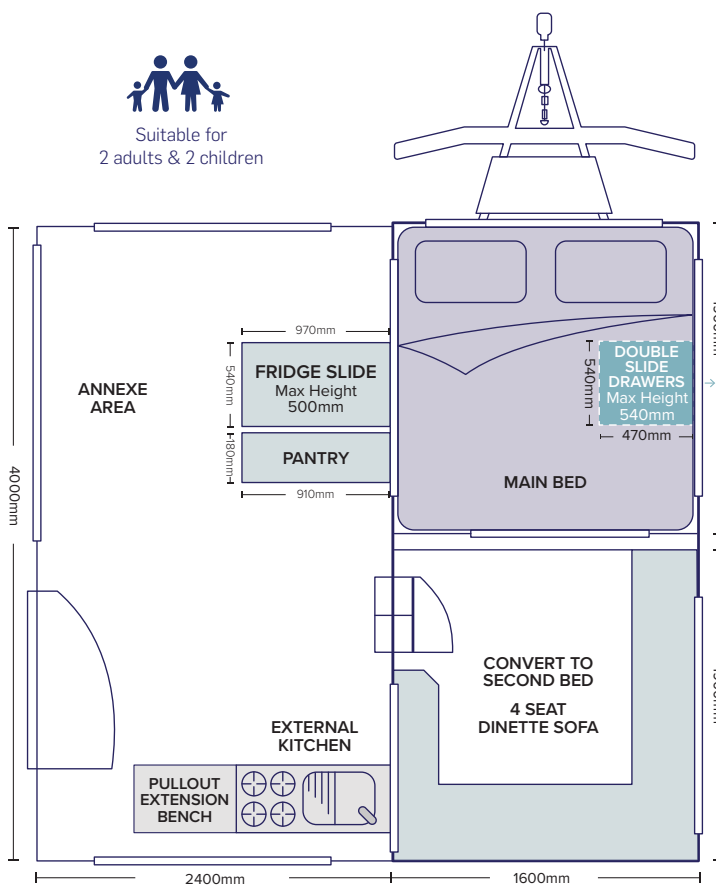 Suitable for
2 adults & 2 children
970mm
540mm
FRIDGE SLIDE
Max Height
500mm
180mm
PANTRY
910mm
ANNEXE
AREA
4000mm
DOUBLE
SLIDE
DRAWERS
Max Height
540mm
540mm
470mm
MAIN BED
CONVERT TO
SECOND BED
4 SEAT
DINETTE SOFA
EXTERNAL
KITCHEN
PULLOUT
EXTENSION
BENCH
2400mm
1600mm